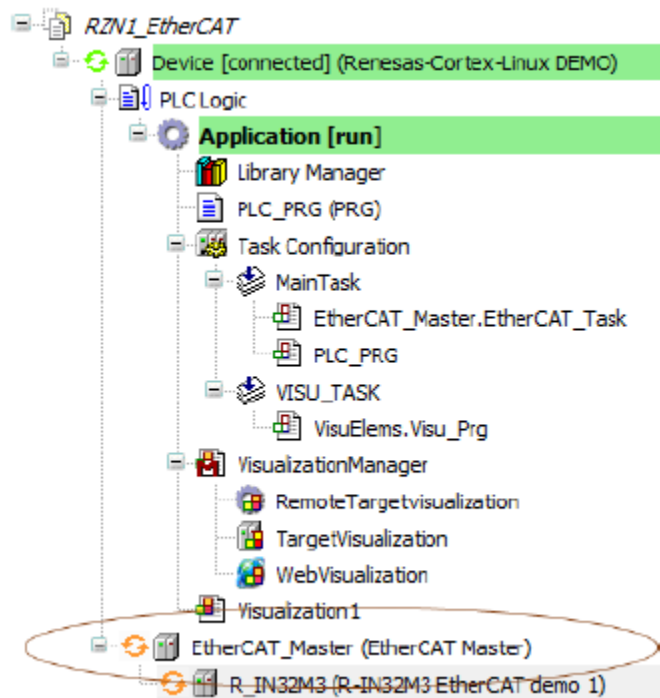 RZN1_EtherCAT
Device [connected] (Renesas-Cortex-Linux DEMO)
PLC Logic
Application [run]
Library Manager
PLC_PRG (PRG)
Task Configuration
MainTask
EtherCAT_Master.EtherCAT_Task
PLC_PRG
VISU_TASK
VisuElems.Visu_Prg
VisualizationManager
RemoteTargetvisualization
TargetVisualization
WebVisualization
Visualization1
EtherCAT_Master (EtherCAT Master)
R_IN32M3 (R-IN32M3 EtherCAT demo 1)